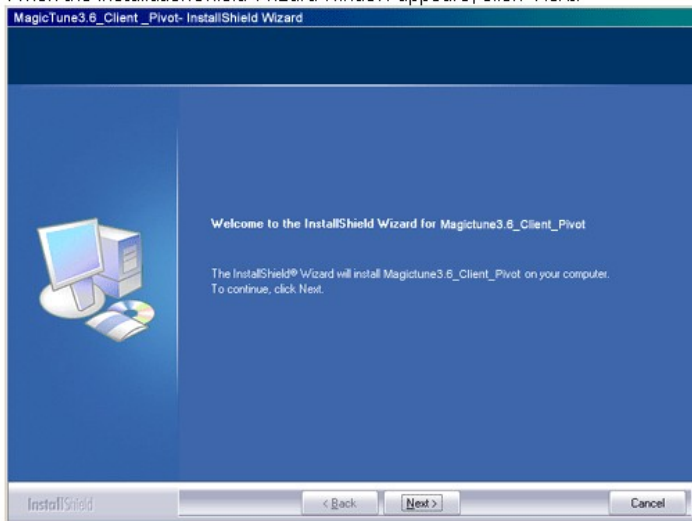 MagicTune3.6_Client _Pivot- InstallShield Wizard
Welcome to the InstallShield Wizard for Magictune3.6_Client_Pivot
The InstallShield® Wizard will install Magictune3.6_Client_Pivot on your computer.
To continue, click Next.
InstallShield
< Back
Next >
Cancel